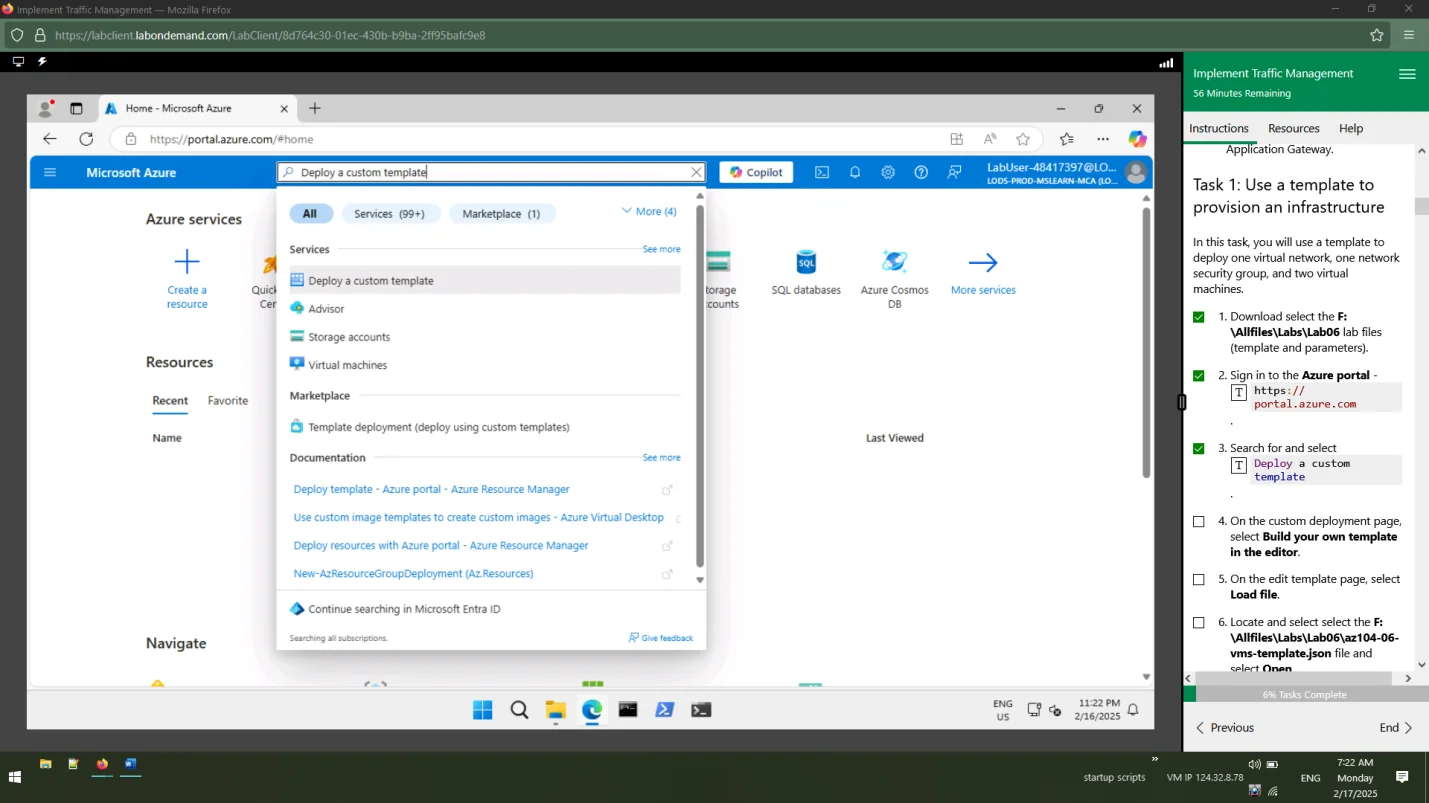 Implement Traffic Management — Mozilla Firefox
https://labclient.labondemand.com/LabClient/8d764c30-01ec-430b-b9ba-2ff95bafc9e8
Home - Microsoft Azure
https://portal.azure.com/#home
Microsoft Azure
Deploy a custom template
Copilot
LabUser-48417397@LO...
LODS-PROD-MSLEARN-MCA (LO...
All
Services (99+)
Marketplace (1)
More (4)
Azure services
Services
See more
Create a resource
Quick
Cer
Deploy a custom template
Advisor
Storage accounts
Virtual machines
torage
counts
SQL
SQL databases
Azure Cosmos DB
More services
Resources
Recent
Favorite
Name
Last Viewed
Marketplace
Template deployment (deploy using custom templates)
Documentation
See more
Deploy template - Azure portal - Azure Resource Manager
Use custom image templates to create custom images - Azure Virtual Desktop
Deploy resources with Azure portal - Azure Resource Manager
New-AzResourceGroupDeployment (Az.Resources)
Continue searching in Microsoft Entra ID
Searching all subscriptions.
Give feedback
Navigate
ENG
US
11:22 PM
2/16/2025
Implement Traffic Management
56 Minutes Remaining
Instructions
Resources
Help
Application Gateway.
Task 1: Use a template to
provision an infrastructure
In this task, you will use a template to
deploy one virtual network, one network
security group, and two virtual
machines.
1. Download select the F:
\Allfiles\Labs\Lab06 lab files
(template and parameters).
2. Sign in to the Azure portal -
T https://
portal.azure.com
.
3. Search for and select
T Deploy a custom
template
.
4. On the custom deployment page,
select Build your own template
in the editor.
5. On the edit template page, select
Load file.
6. Locate and select select the F:
\Allfiles\Labs\Lab06\az104-06-
vms-template.json file and
select Open.
6% Tasks Complete
Previous
End
startup scripts
VM IP 124.32.8.78
ENG
7:22 AM
Monday
2/17/2025